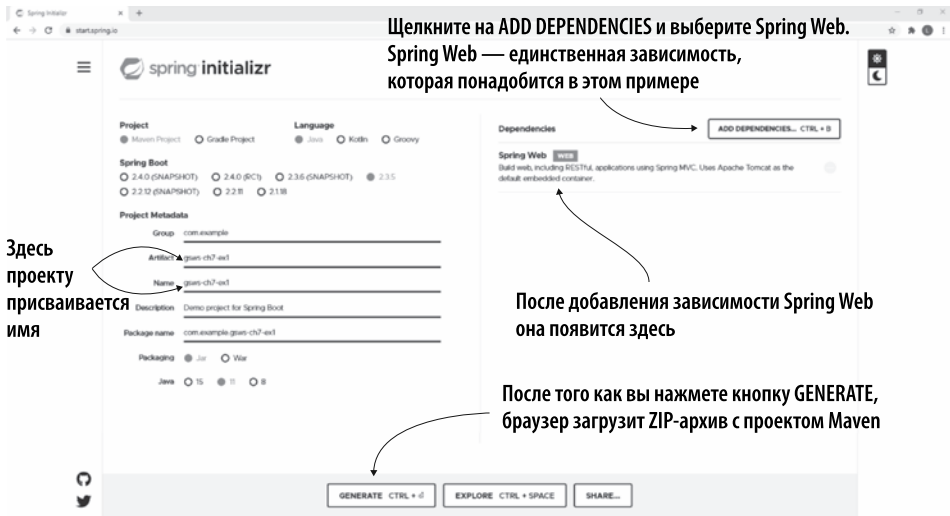 Spring Initializr
start.spring.io
Щелкните на ADD DEPENDENCIES и выберите Spring Web.
Spring Web — единственная зависимость,
которая понадобится в этом примере
spring initializr
Project
Maven Project Gradle Project
Language
Java Kotlin Groovy
Spring Boot
2.4.0 (SNAPSHOT) 2.4.0 (RC1) 2.3.6 (SNAPSHOT) 2.3.5
2.2.12 (SNAPSHOT) 2.2.11 2.1.18
Project Metadata
Group com.example
Artifact gsws-ch7-ex1
Name gsws-ch7-ex1
Description Demo project for Spring Boot
Package name com.example.gsws-ch7-ex1
Packaging Jar War
Java 15 11 8
Здесь
проекту
присваивается
имя
Dependencies
ADD DEPENDENCIES... CTRL + B
Spring Web WEB
Build web, including RESTful, applications using Spring MVC. Uses Apache Tomcat as the
default embedded container.
После добавления зависимости Spring Web
она появится здесь
После того как вы нажмете кнопку GENERATE,
браузер загрузит ZIP-архив с проектом Maven
GENERATE CTRL + ⏎
EXPLORE CTRL + SPACE
SHARE...